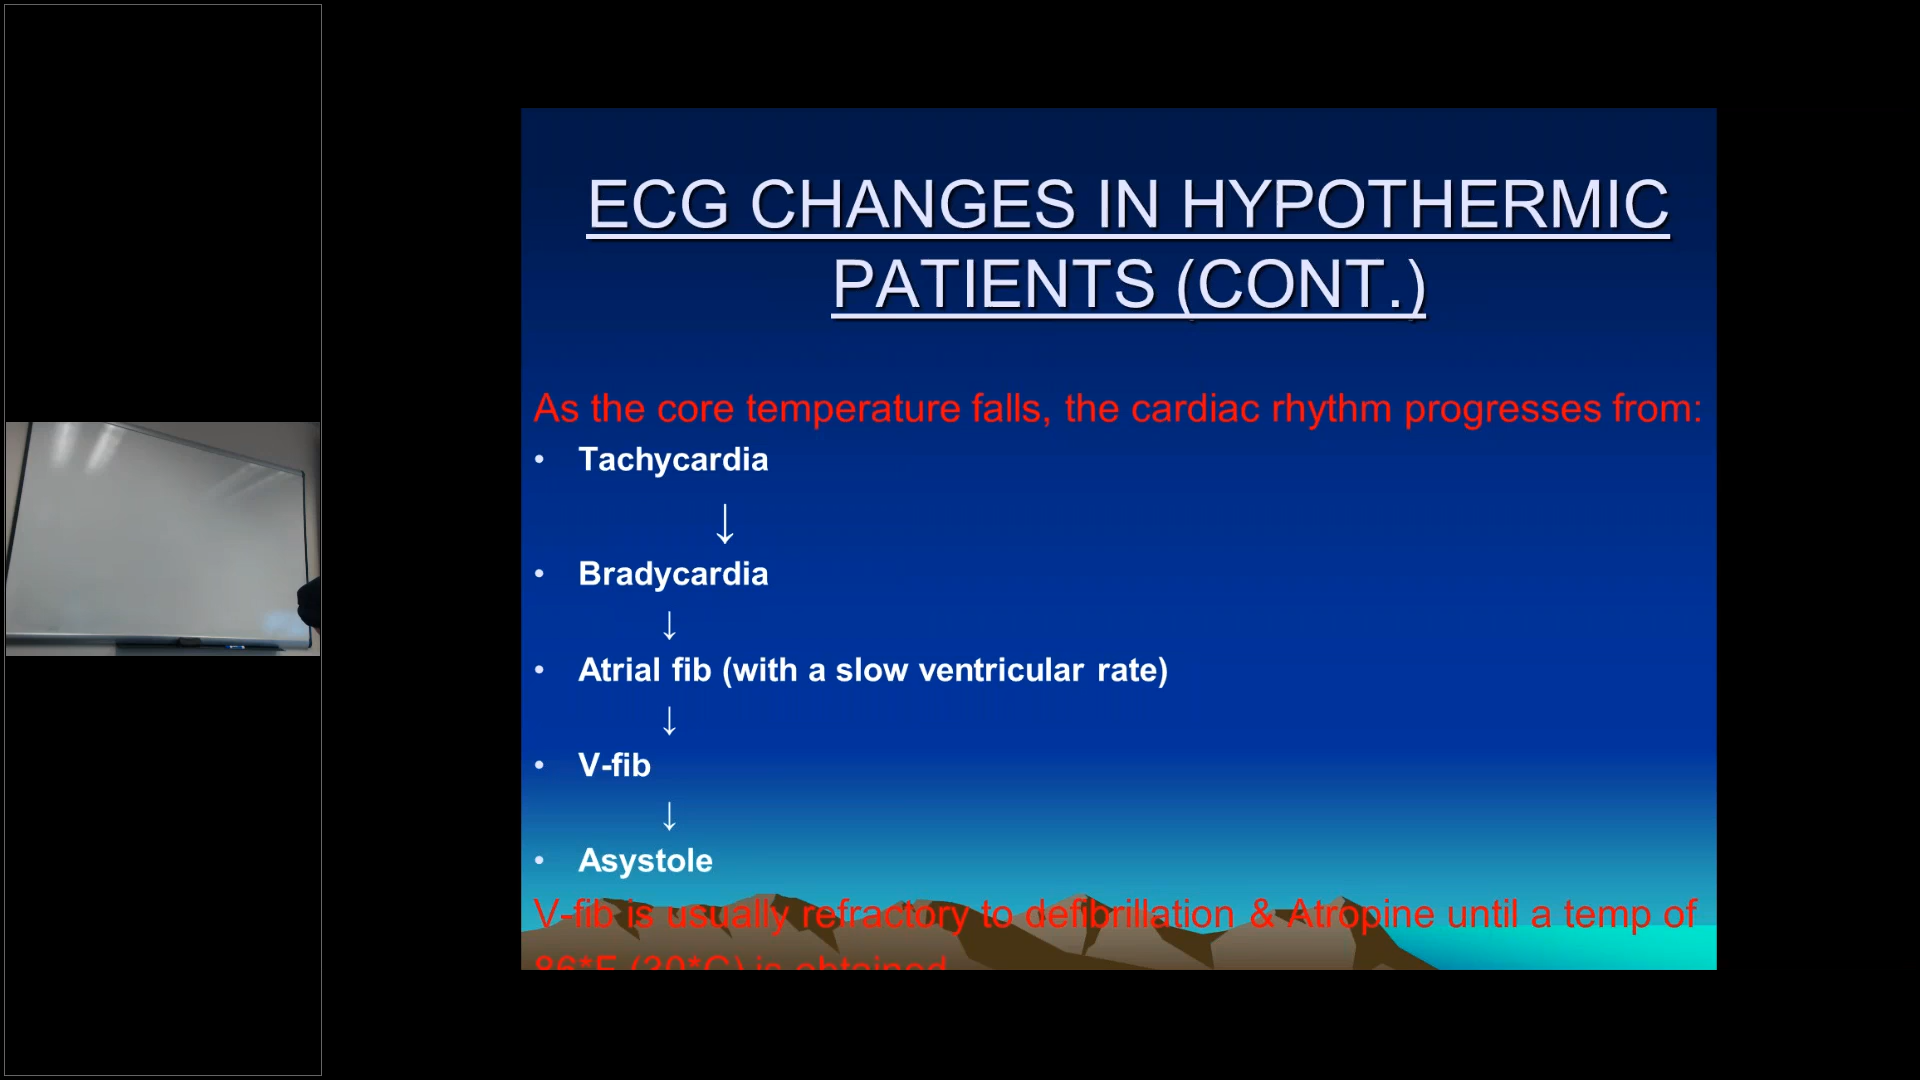 ECG CHANGES IN HYPOTHERMIC
PATIENTS (CONT.)
As the core temperature falls, the cardiac rhythm progresses from:
• Tachycardia
↓
• Bradycardia
↓
• Atrial fib (with a slow ventricular rate)
↓
• V-fib
↓
• Asystole
V-fib is usually refractory to defibrillation & Atropine until a temp of
86*F (30*C) is obtained